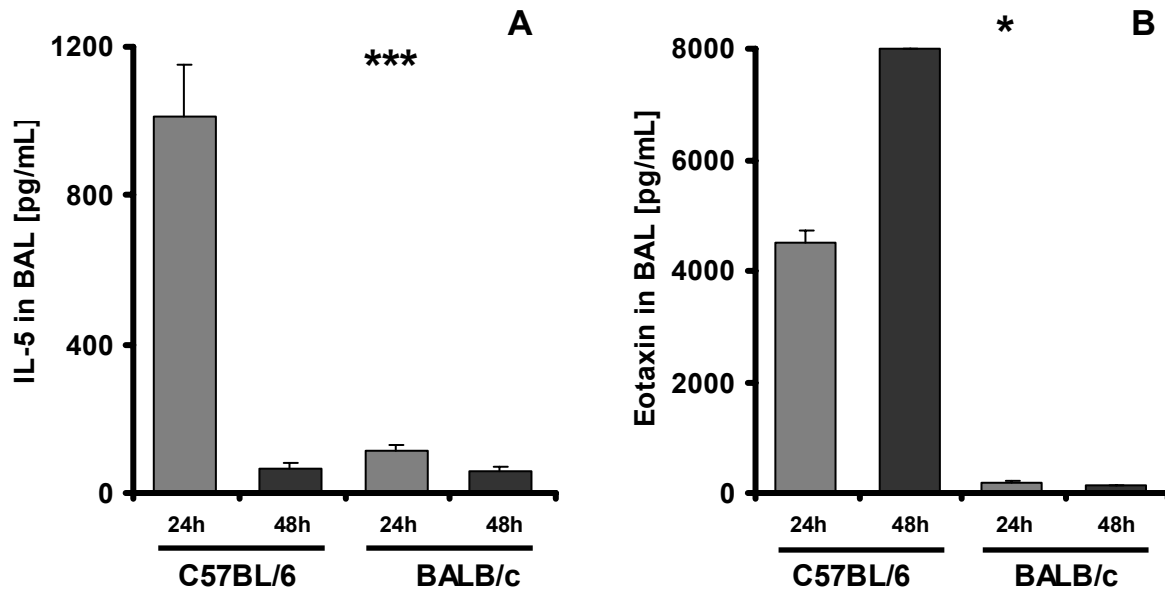 A
1200
***
800
400
0
IL-5 in BAL [pg/mL]
24h 48h 24h 48h
C57BL/6 BALB/c
B
8000
*
6000
4000
2000
0
Eotaxin in BAL [pg/mL]
24h 48h 24h 48h
C57BL/6 BALB/c